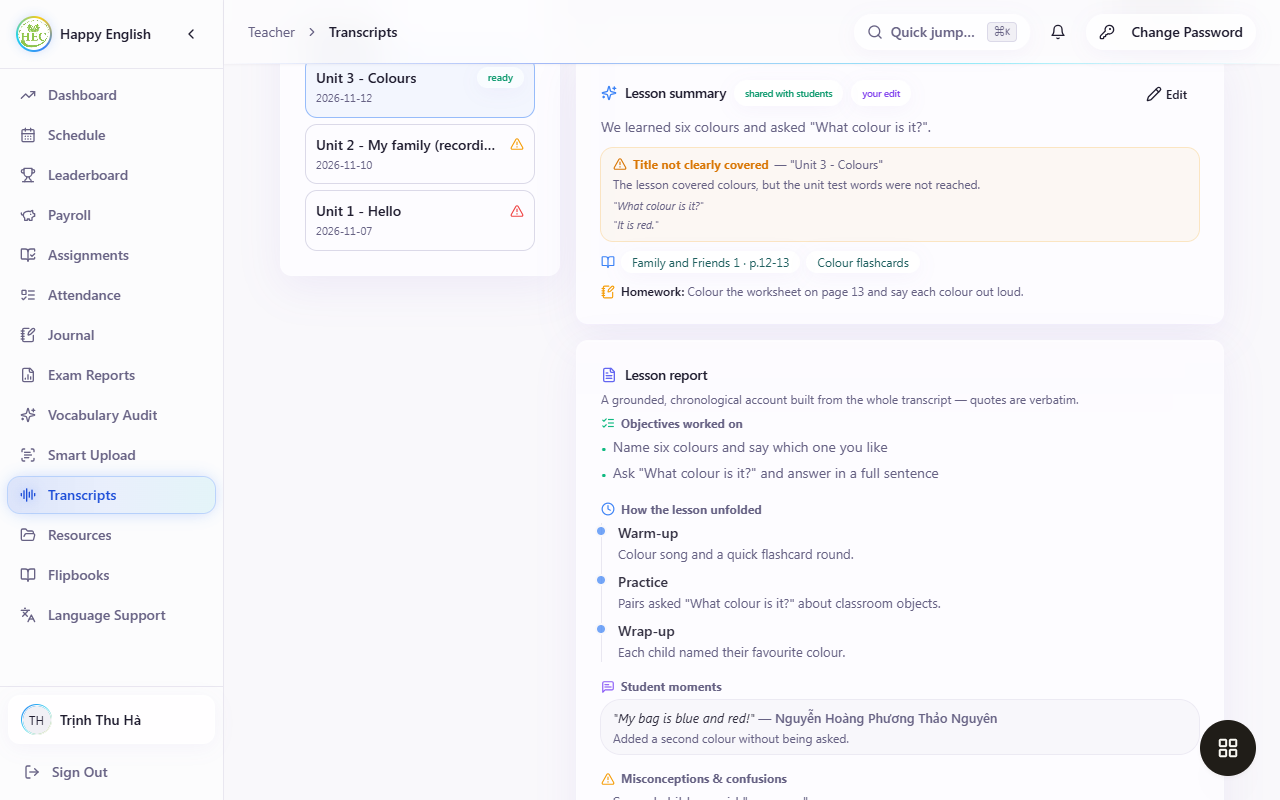 HEC
Happy English
Dashboard
Schedule
Leaderboard
Payroll
Assignments
Attendance
Journal
Exam Reports
Vocabulary Audit
Smart Upload
Transcripts
Resources
Flipbooks
Language Support
TH
Trịnh Thu Hà
Sign Out
Teacher
Transcripts
Quick jump...
⌘K
Change Password
Unit 3 - Colours
ready
2026-11-12
Unit 2 - My family (recordi...
2026-11-10
Unit 1 - Hello
2026-11-07
Lesson summary
shared with students
your edit
Edit
We learned six colours and asked "What colour is it?".
Title not clearly covered — "Unit 3 - Colours"
The lesson covered colours, but the unit test words were not reached.
"What colour is it?"
"It is red."
Family and Friends 1 · p.12-13
Colour flashcards
Homework: Colour the worksheet on page 13 and say each colour out loud.
Lesson report
A grounded, chronological account built from the whole transcript — quotes are verbatim.
Objectives worked on
• Name six colours and say which one you like
• Ask "What colour is it?" and answer in a full sentence
How the lesson unfolded
Warm-up
Colour song and a quick flashcard round.
Practice
Pairs asked "What colour is it?" about classroom objects.
Wrap-up
Each child named their favourite colour.
Student moments
"My bag is blue and red!" — Nguyễn Hoàng Phương Thảo Nguyên
Added a second colour without being asked.
Misconceptions & confusions